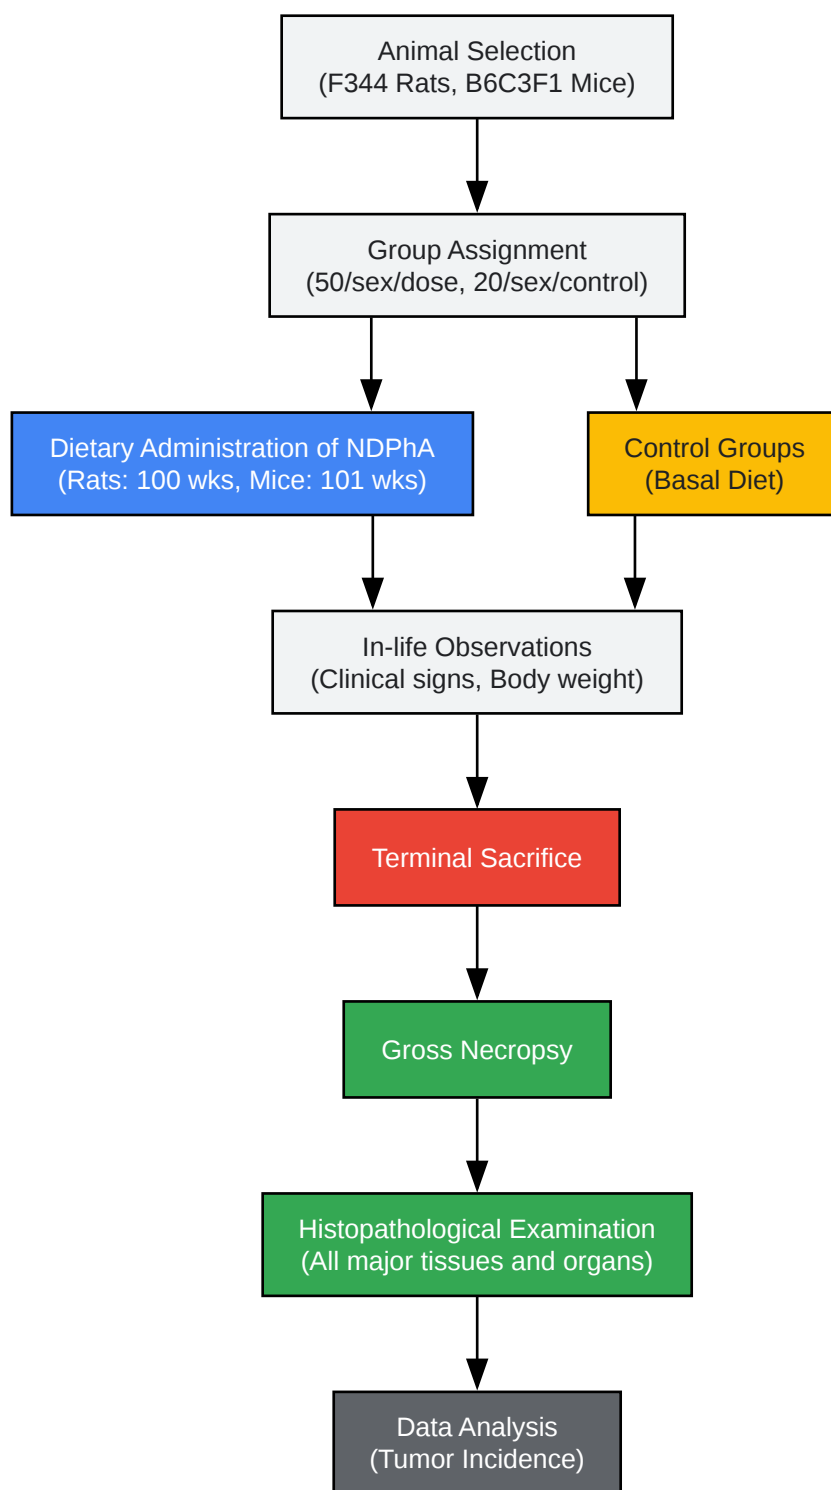 Animal Selection
(F344 Rats, B6C3F1 Mice)
Group Assignment
(50/sex/dose, 20/sex/control)
Dietary Administration of NDPhA
(Rats: 100 wks, Mice: 101 wks)
Control Groups
(Basal Diet)
In-life Observations
(Clinical signs, Body weight)
Terminal Sacrifice
Gross Necropsy
Histopathological Examination
(All major tissues and organs)
Data Analysis
(Tumor Incidence)